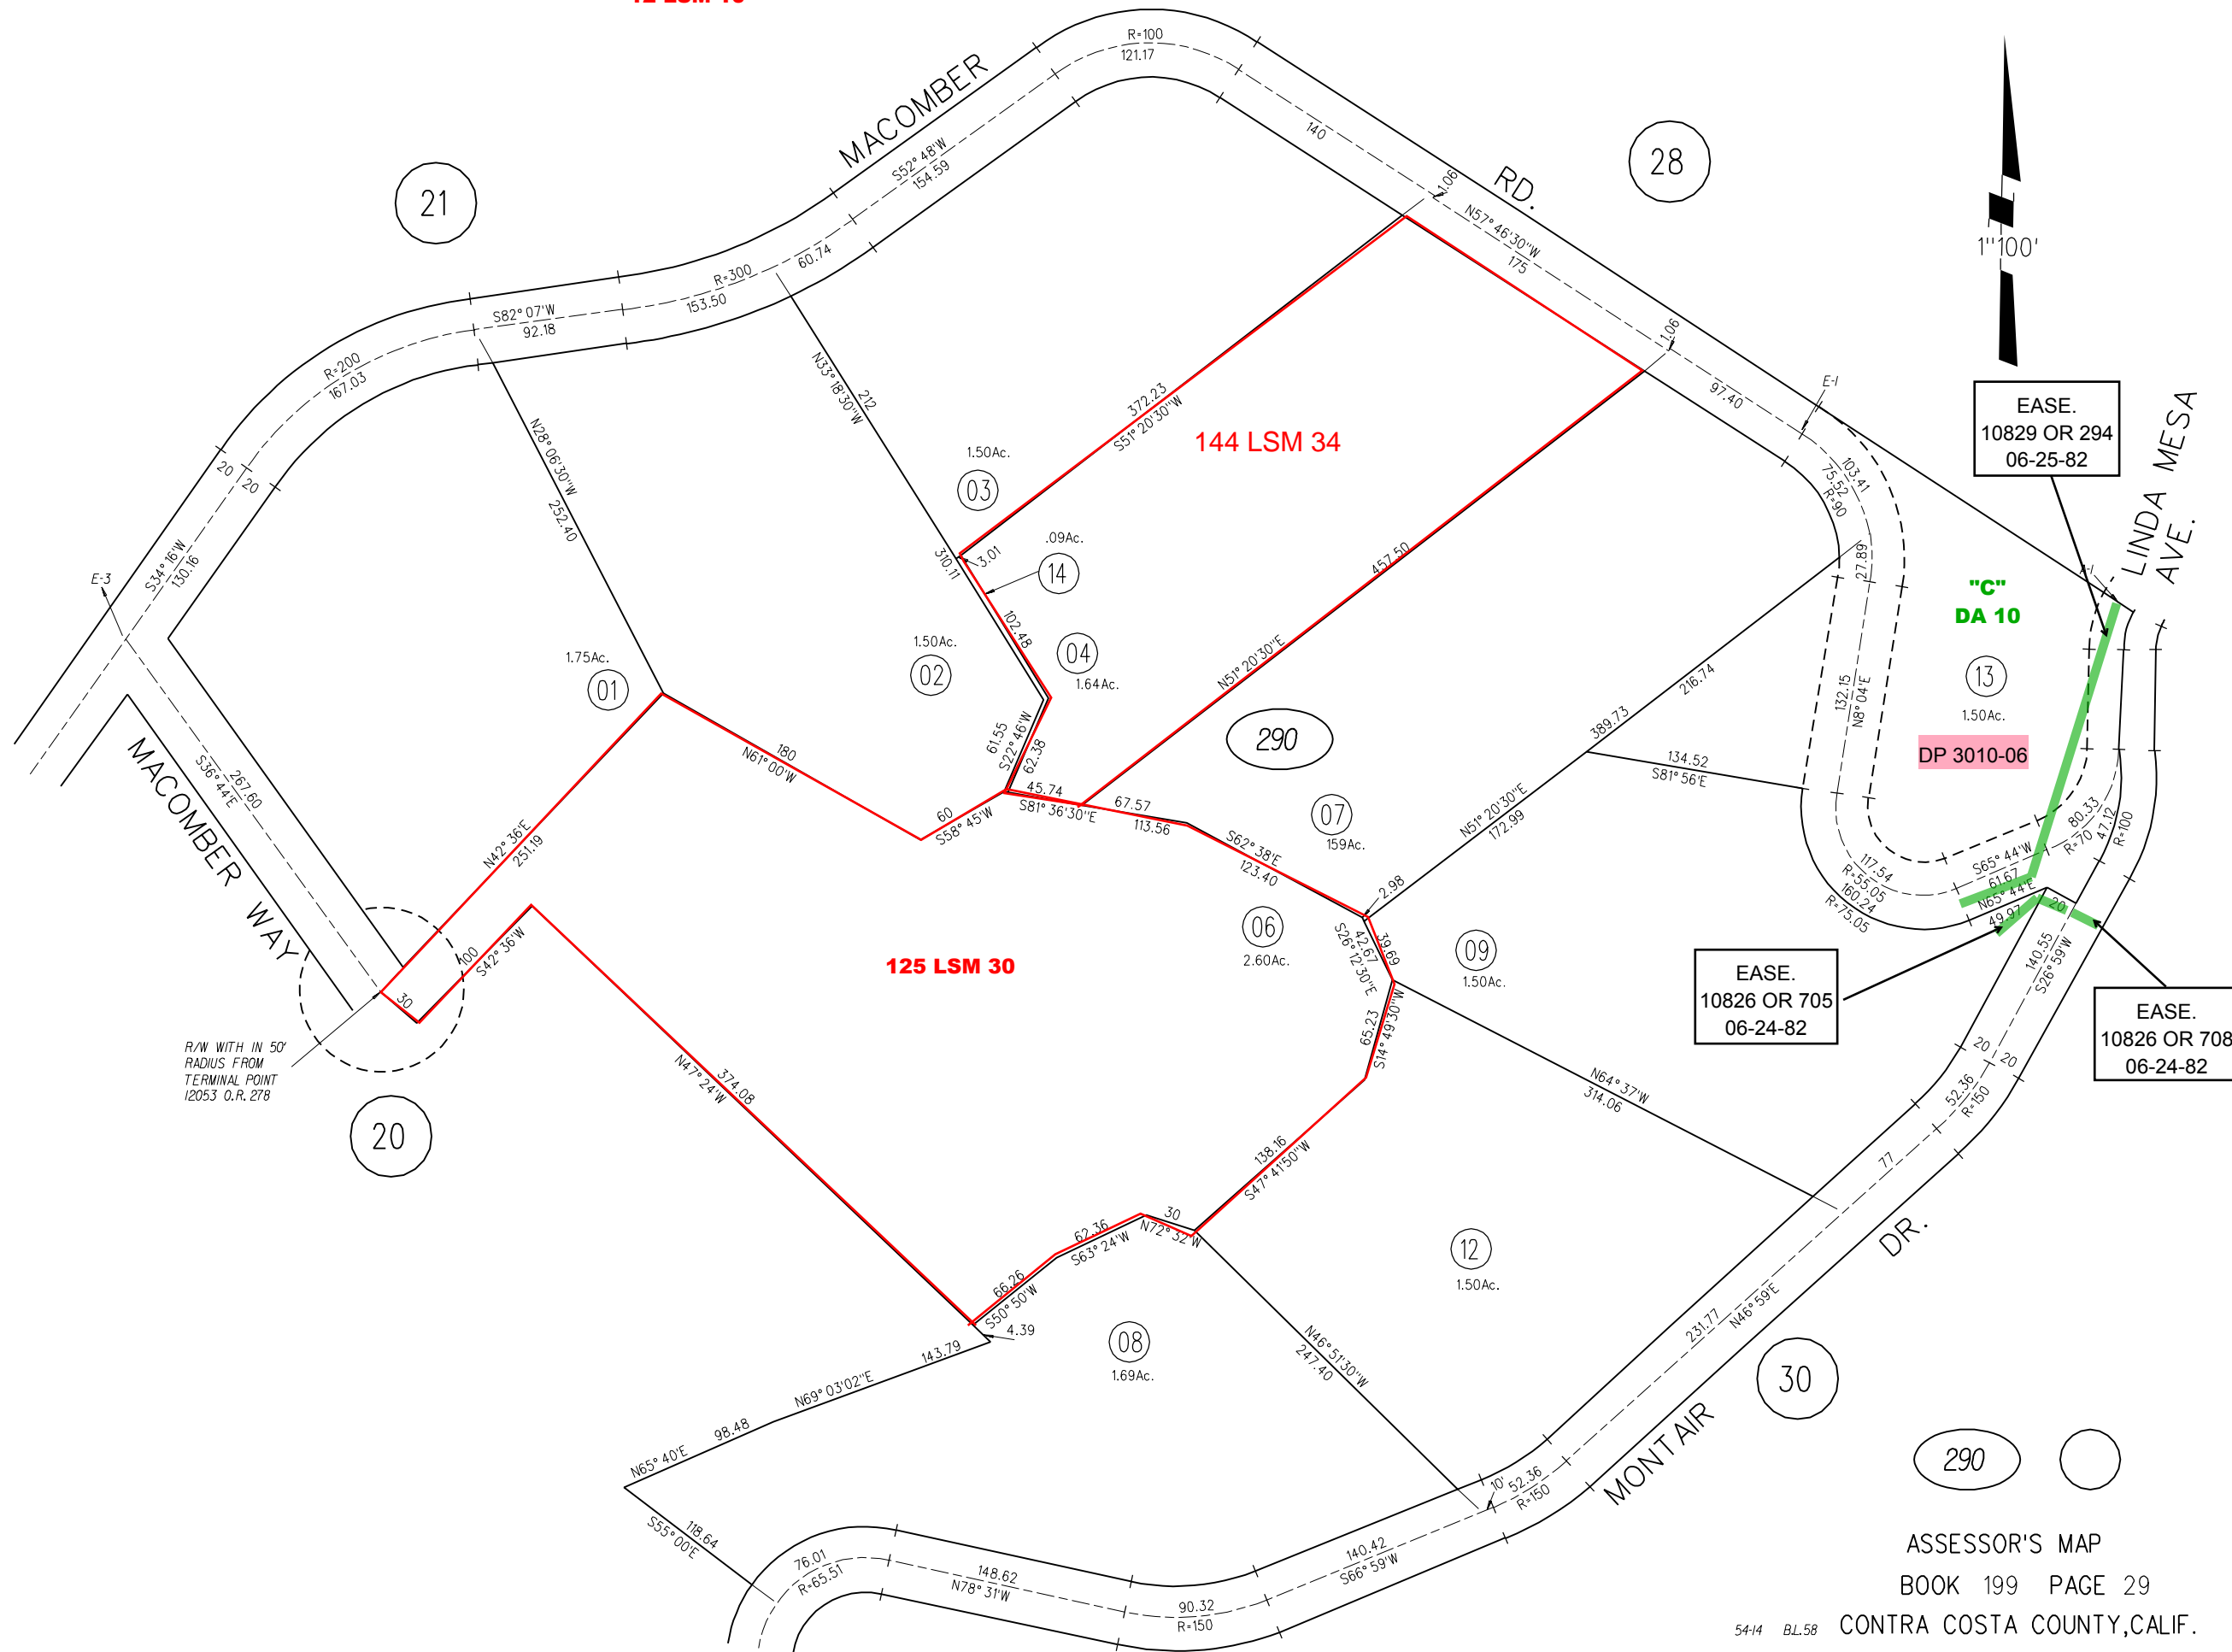 MACOMBER
RD.
R=100
121.17
140
1.06
N57°46'30"W
175
1.06
97.40
E-1
28
21
S52°48'W
154.59
60.74
R=300
153.50
S82°07'W
92.18
R=200
167.03
20
20
S34°16'W
130.16
E-3
1"100'
EASE.
10829 OR 294
06-25-82
LINDA MESA
AVE.
N28°06'30"W
252.40
N33°18'30"W
212
310.11
372.23
S51°20'30"W
144 LSM 34
1.50Ac.
03
3.01
.09Ac.
14
102.48
04
1.64Ac.
457.50
N51°20'30"E
103.41
75.52
R=90
27.89
"C"
DA 10
13
1.50Ac.
DP 3010-06
132.15
N8°04'E
216.74
389.73
134.52
S81°56'E
1.75Ac.
01
1.50Ac.
02
61.55
S22°46'W
62.38
290
180
N61°00'W
60
S58°45'W
45.74
S81°36'30"E
67.57
113.56
07
159Ac.
N51°20'30"E
172.99
S62°38'E
123.40
2.98
MACOMBER
WAY
267.60
S36°44'E
N42°36'E
251.19
100
S42°36'W
30
R/W WITH IN 50'
RADIUS FROM
TERMINAL POINT
12053 O.R. 278
20
125 LSM 30
06
2.60Ac.
39.69
42.67
S26°12'30"E
09
1.50Ac.
65.23
S14°49'30"W
117.54
R=55.05
160.24
R=75.05
S65°44'W
61.67
N65°44'E
49.97
20
80.33
R=70
47.12
R=100
EASE.
10826 OR 705
06-24-82
EASE.
10826 OR 708
06-24-82
140.55
S26°59'W
20
20
52.36
R=150
77
N64°37'W
314.06
374.08
N47°24'W
138.16
S47°41'50"W
30
N72°32'W
62.36
S63°24'W
66.26
S50°50'W
4.39
143.79
N69°03'02"E
98.48
N65°40'E
118.64
S55°00'E
08
1.69Ac.
12
1.50Ac.
N46°51'30"W
247.40
231.77
N46°59'E
MONTAIR
DR.
30
10'
52.36
R=150
140.42
S66°59'W
90.32
R=150
148.62
N78°31'W
76.01
R=65.51
290
ASSESSOR'S MAP
BOOK 199 PAGE 29
54-14 B.L.58 CONTRA COSTA COUNTY,CALIF.